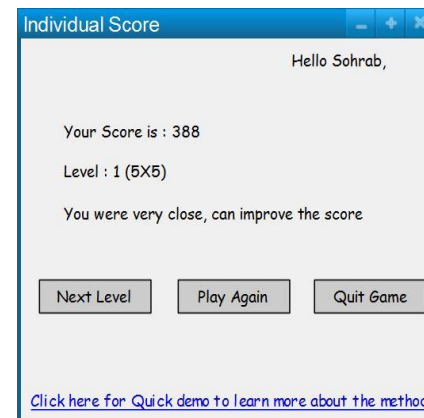 Individual Score
Hello Sohrab,
Your Score is : 388
Level : 1 (5X5)
You were very close, can improve the score
Next Level Play Again Quit Game
Click here for Quick demo to learn more about the metho